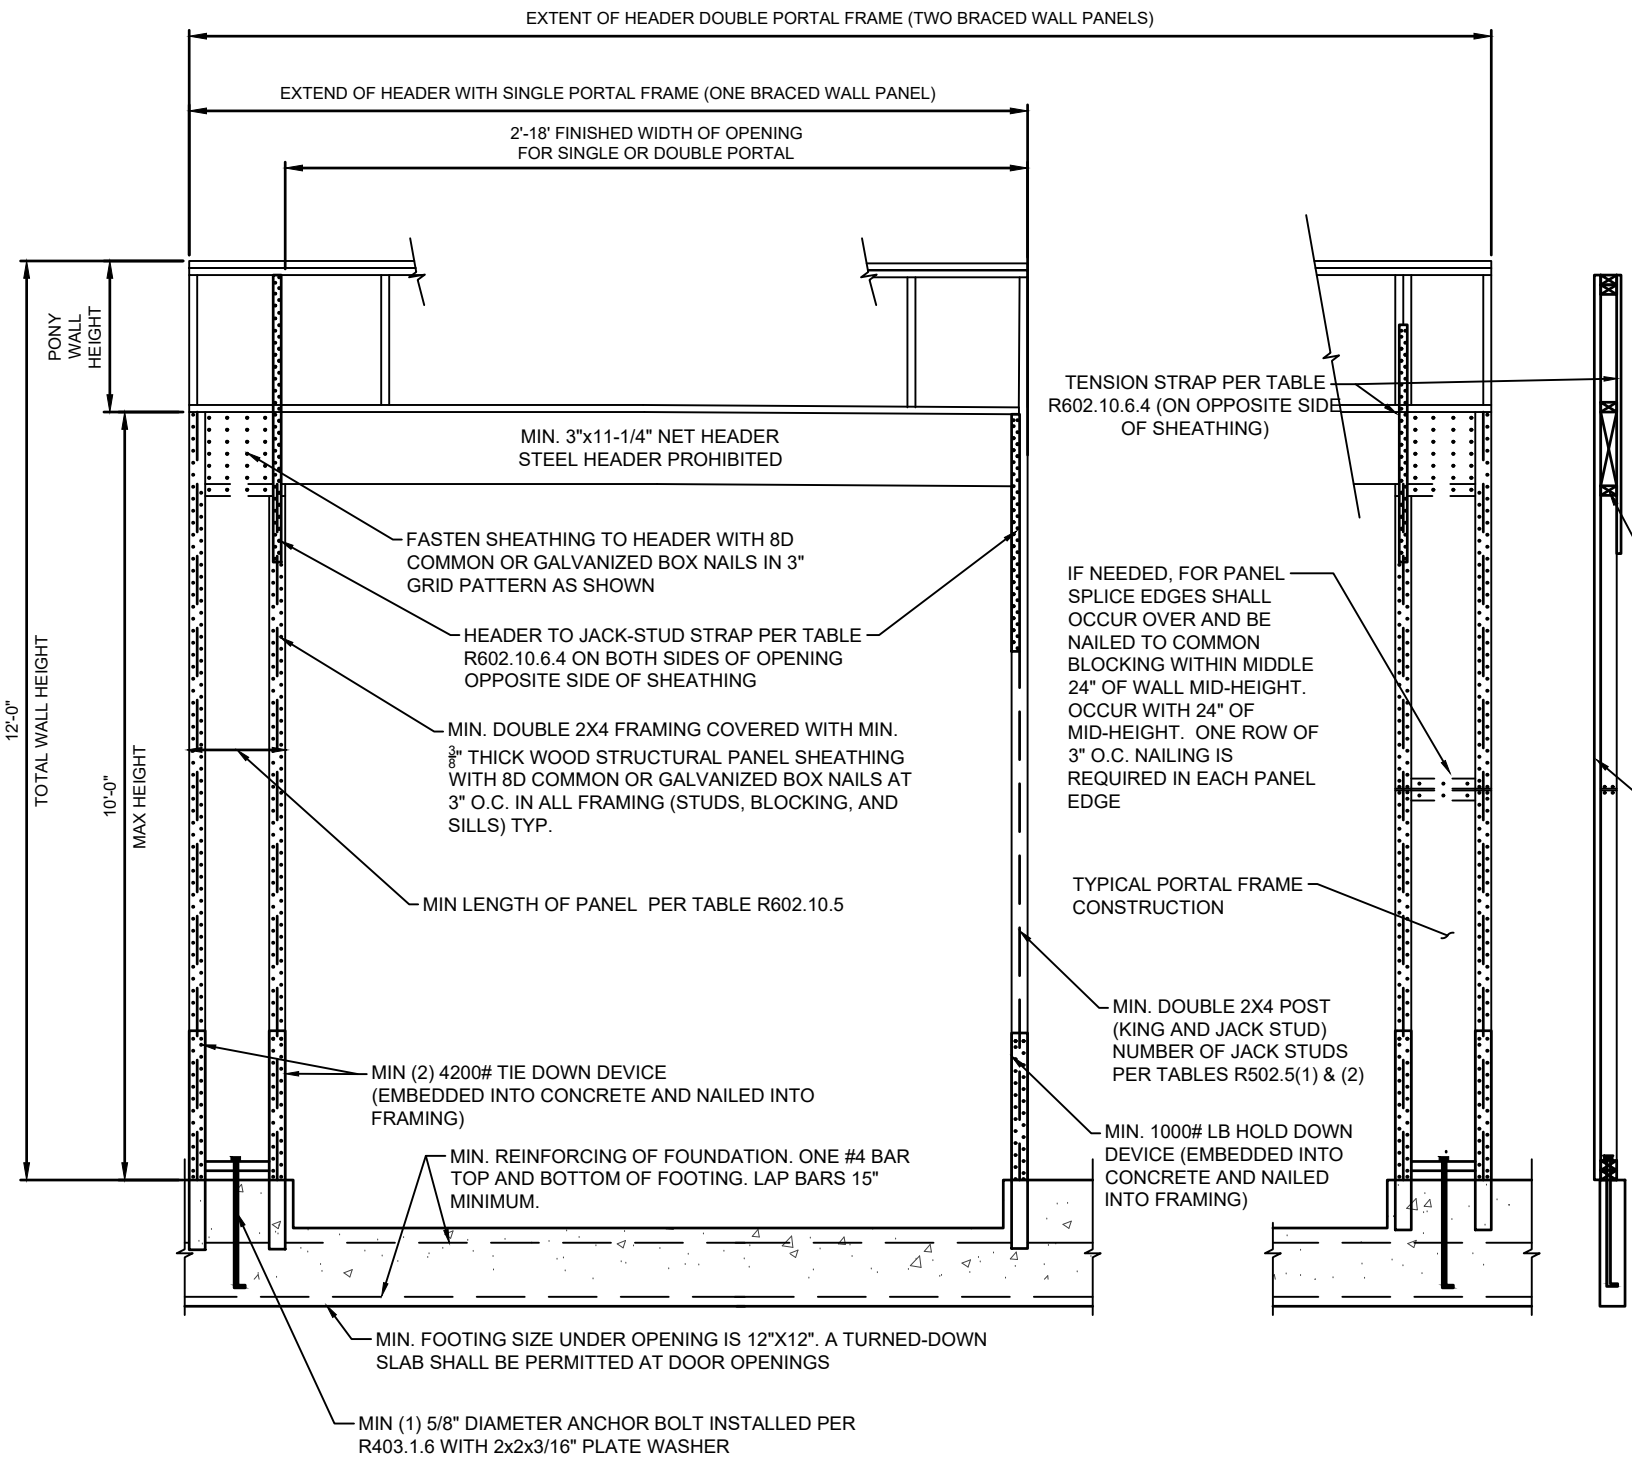 EXTENT OF HEADER DOUBLE PORTAL FRAME (TWO BRACED WALL PANELS)
EXTEND OF HEADER WITH SINGLE PORTAL FRAME (ONE BRACED WALL PANEL)
2'-18' FINISHED WIDTH OF OPENING
FOR SINGLE OR DOUBLE PORTAL
PONY
WALL
HEIGHT
12'-0"
TOTAL WALL HEIGHT
10'-0"
MAX HEIGHT
MIN. 3"x11-1/4" NET HEADER
STEEL HEADER PROHIBITED
TENSION STRAP PER TABLE
R602.10.6.4 (ON OPPOSITE SIDE
OF SHEATHING)
FASTEN SHEATHING TO HEADER WITH 8D
COMMON OR GALVANIZED BOX NAILS IN 3"
GRID PATTERN AS SHOWN
HEADER TO JACK-STUD STRAP PER TABLE
R602.10.6.4 ON BOTH SIDES OF OPENING
OPPOSITE SIDE OF SHEATHING
IF NEEDED, FOR PANEL
SPLICE EDGES SHALL
OCCUR OVER AND BE
NAILED TO COMMON
BLOCKING WITHIN MIDDLE
24" OF WALL MID-HEIGHT.
OCCUR WITH 24" OF
MID-HEIGHT. ONE ROW OF
3" O.C. NAILING IS
REQUIRED IN EACH PANEL
EDGE
MIN. DOUBLE 2X4 FRAMING COVERED WITH MIN.
3/8" THICK WOOD STRUCTURAL PANEL SHEATHING
WITH 8D COMMON OR GALVANIZED BOX NAILS AT
3" O.C. IN ALL FRAMING (STUDS, BLOCKING, AND
SILLS) TYP.
MIN LENGTH OF PANEL PER TABLE R602.10.5
TYPICAL PORTAL FRAME
CONSTRUCTION
MIN. DOUBLE 2X4 POST
(KING AND JACK STUD)
NUMBER OF JACK STUDS
PER TABLES R502.5(1) & (2)
MIN (2) 4200# TIE DOWN DEVICE
(EMBEDDED INTO CONCRETE AND NAILED INTO
FRAMING)
MIN. 1000# LB HOLD DOWN
DEVICE (EMBEDDED INTO
CONCRETE AND NAILED
INTO FRAMING)
MIN. REINFORCING OF FOUNDATION. ONE #4 BAR
TOP AND BOTTOM OF FOOTING. LAP BARS 15"
MINIMUM.
MIN. FOOTING SIZE UNDER OPENING IS 12"X12". A TURNED-DOWN
SLAB SHALL BE PERMITTED AT DOOR OPENINGS
MIN (1) 5/8" DIAMETER ANCHOR BOLT INSTALLED PER
R403.1.6 WITH 2x2x3/16" PLATE WASHER